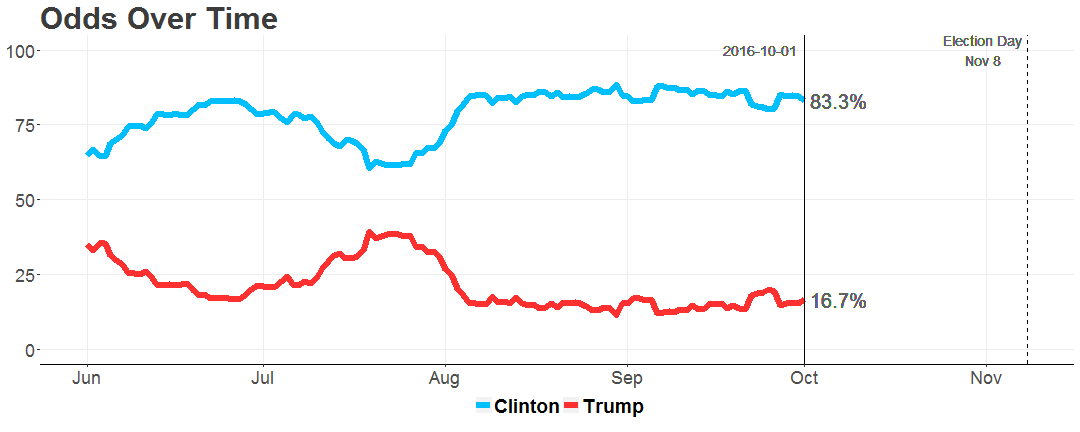 Odds Over Time
100
75
50
25
0
2016-10-01
Election Day
Nov 8
83.3%
16.7%
Jun Jul Aug Sep Oct Nov
Clinton Trump